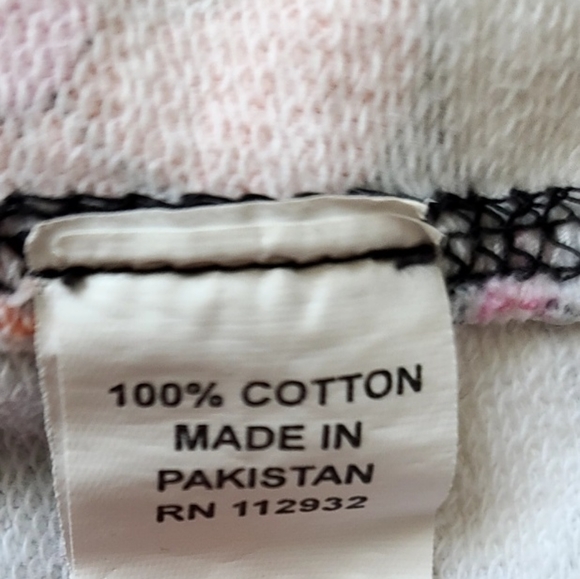 100% COTTON
MADE IN
PAKISTAN
RN 112932